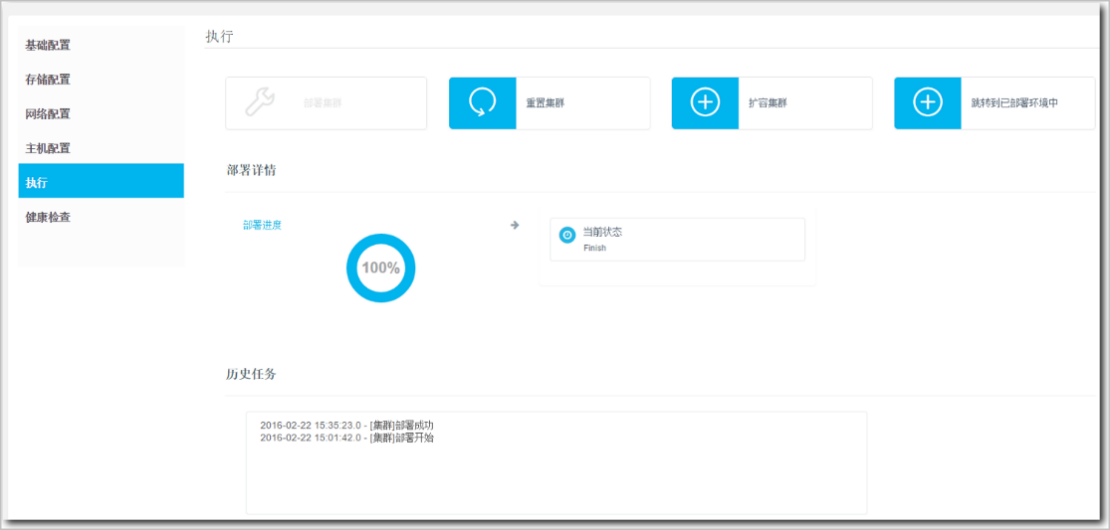 基础配置
存储配置
网络配置
主机配置
执行
健康检查
执行
部署集群
重置集群
扩容集群
跳转到已部署环境中
部署详情
部署进度
100%
当前状态
Finish
历史任务
2016-02-22 15:35:23.0 - [集群]部署成功
2016-02-22 15:01:42.0 - [集群]部署开始